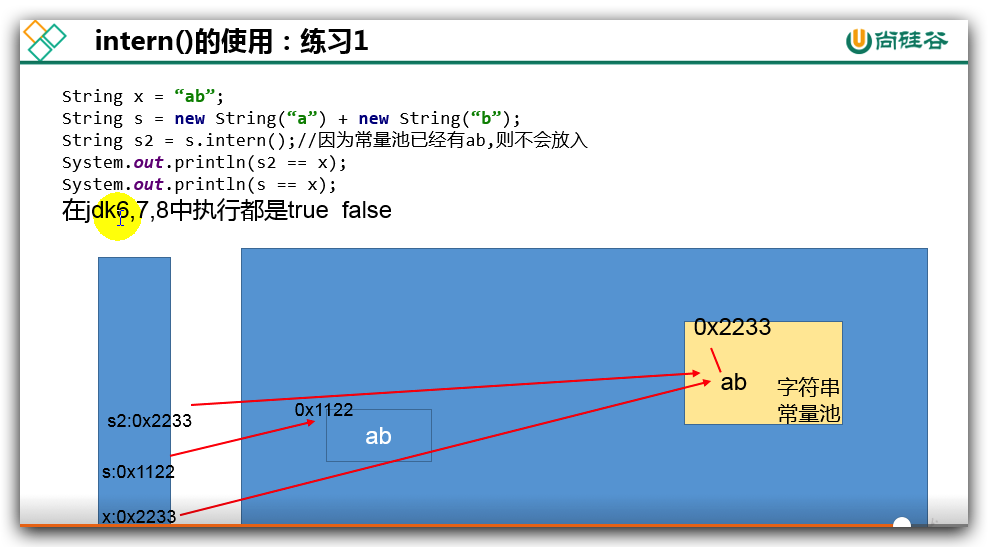 intern()的使用：练习1
尚硅谷
String x = “ab”;
String s = new String(“a”) + new String(“b”);
String s2 = s.intern();//因为常量池已经有ab,则不会放入
System.out.println(s2 == x);
System.out.println(s == x);
在jdk6,7,8中执行都是true false
0x2233
ab
字符串
常量池
0x1122
ab
s2:0x2233
s:0x1122
x:0x2233